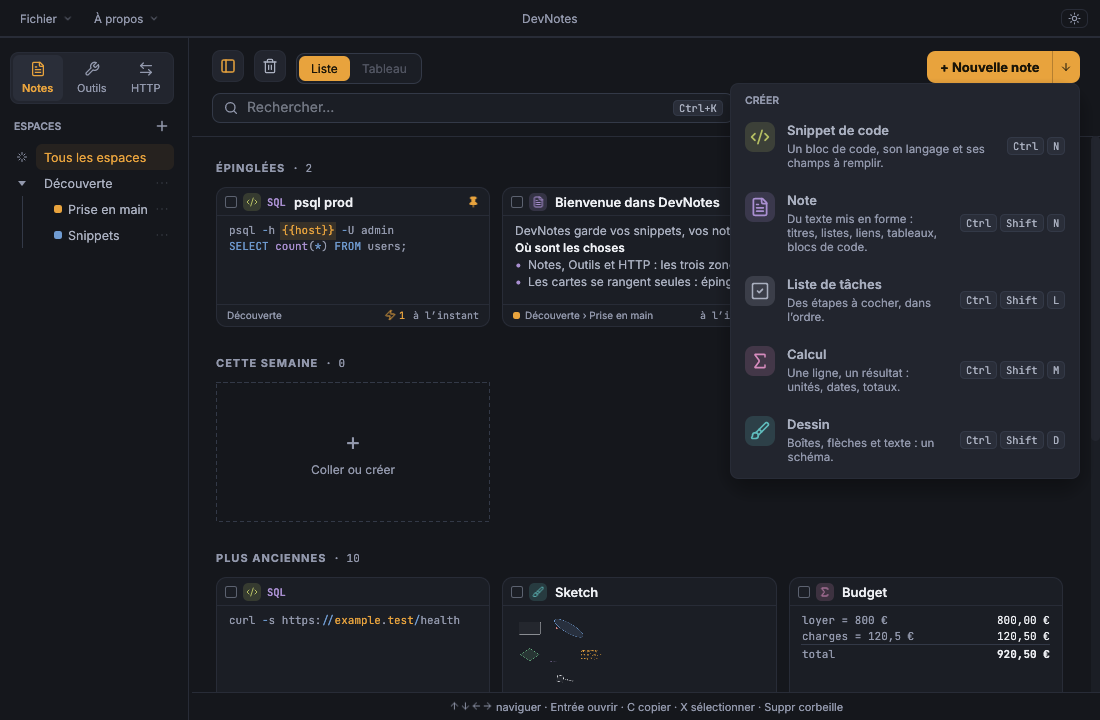 Fichier
À propos
DevNotes
Notes
Outils
HTTP
ESPACES
Tous les espaces
Découverte
Prise en main
Snippets
Liste
Tableau
+ Nouvelle note
Rechercher…
Ctrl+K
ÉPINGLÉES · 2
SQL psql prod
psql -h {{host}} -U admin
SELECT count(*) FROM users;
Découverte
1 à l’instant
Bienvenue dans DevNotes
DevNotes garde vos snippets, vos not
Où sont les choses
• Notes, Outils et HTTP : les trois zon
• Les cartes se rangent seules : éping
Découverte › Prise en main
à l’i
CRÉER
Snippet de code
Un bloc de code, son langage et ses
champs à remplir.
Ctrl N
Note
Du texte mis en forme :
titres, listes, liens, tableaux,
blocs de code.
Ctrl Shift N
Liste de tâches
Des étapes à cocher, dans
l’ordre.
Ctrl Shift L
Calcul
Une ligne, un résultat :
unités, dates, totaux.
Ctrl Shift M
Dessin
Boîtes, flèches et texte : un
schéma.
Ctrl Shift D
CETTE SEMAINE · 0
+
Coller ou créer
PLUS ANCIENNES · 10
SQL
curl -s https://example.test/health
Sketch
Budget
loyer = 800 € 800,00 €
charges = 120,5 € 120,50 €
total 920,50 €
↑↓←→ naviguer · Entrée ouvrir · C copier · X sélectionner · Suppr corbeille